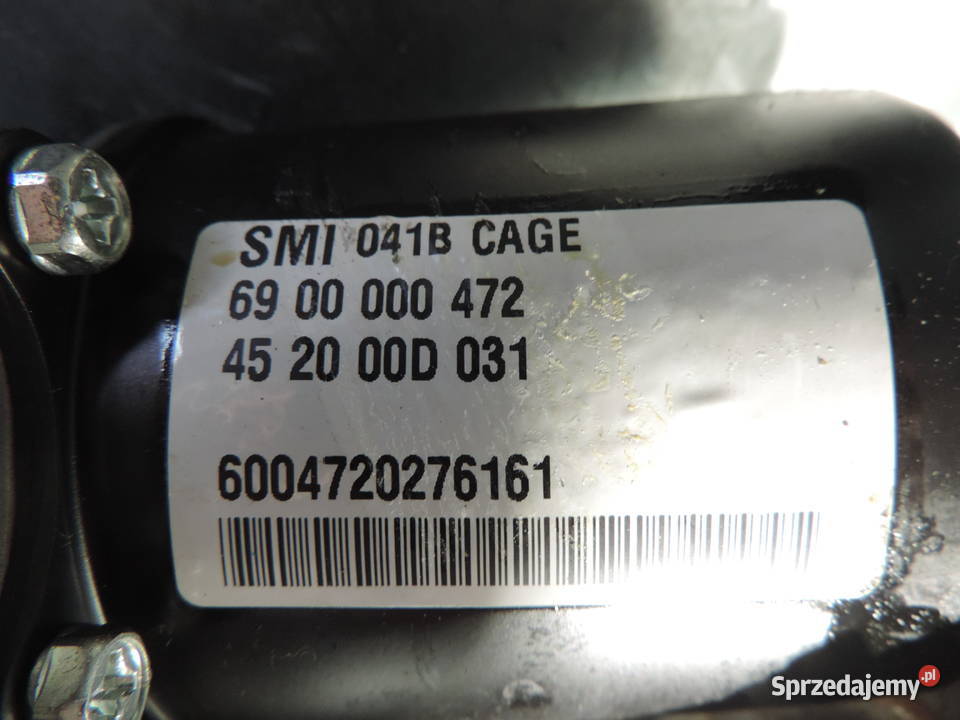 SMI 041B CAGE
69 00 000 472
45 20 00D 031
6004720276161
Sprzedajemy.pl